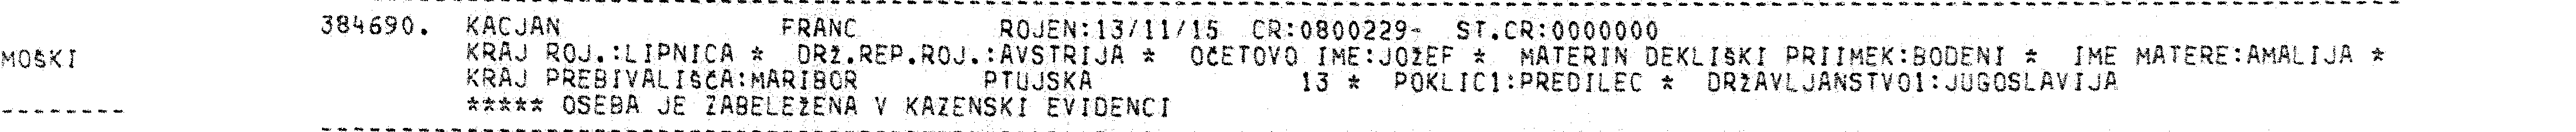 384690. KACJAN FRANC ROJEN:13/11/15 CR:0800229- ST.CR:0000000
MOŠKI KRAJ ROJ.:LIPNICA * DRŽ.REP.ROJ.:AVSTRIJA * OČETOVO IME:JOŽEF * MATERIN DEKLIŠKI PRIIMEK:BODENI * IME MATERE:AMALIJA *
KRAJ PREBIVALIŠČA:MARIBOR PTUJSKA 13 * POKLIC1:PREDILEC * DRŽAVLJANSTVO1:JUGOSLAVIJA
***** OSEBA JE ZABELEŽENA V KAZENSKI EVIDENCI